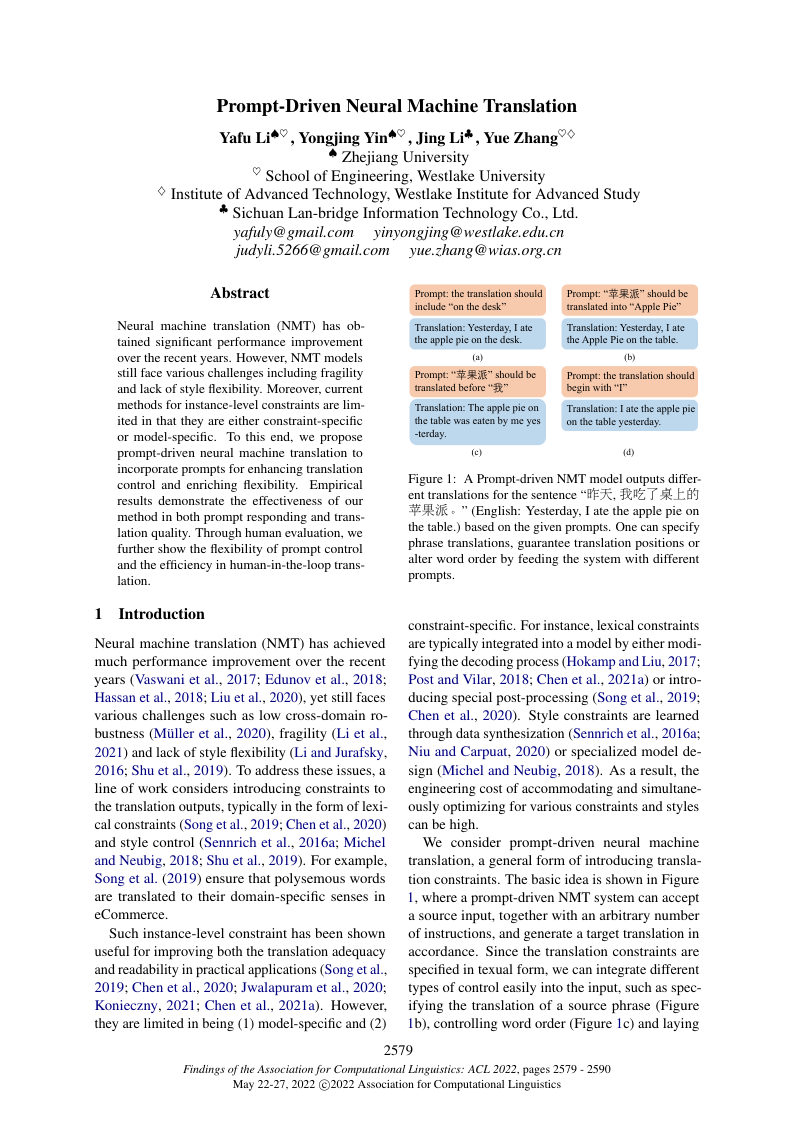 Prompt-Driven Neural Machine Translation
Yafu Li♠♡, Yongjing Yin♠♡, Jing Li♣, Yue Zhang♡♢
♠ Zhejiang University
♡ School of Engineering, Westlake University
♢ Institute of Advanced Technology, Westlake Institute for Advanced Study
♣ Sichuan Lan-bridge Information Technology Co., Ltd.
yafuly@gmail.com yinyongjing@westlake.edu.cn
judyli.5266@gmail.com yue.zhang@wias.org.cn
Abstract
Neural machine translation (NMT) has ob-
tained significant performance improvement
over the recent years. However, NMT models
still face various challenges including fragility
and lack of style flexibility. Moreover, current
methods for instance-level constraints are lim-
ited in that they are either constraint-specific
or model-specific. To this end, we propose
prompt-driven neural machine translation to
incorporate prompts for enhancing translation
control and enriching flexibility. Empirical
results demonstrate the effectiveness of our
method in both prompt responding and trans-
lation quality. Through human evaluation, we
further show the flexibility of prompt control
and the efficiency in human-in-the-loop trans-
lation.
1 Introduction
Neural machine translation (NMT) has achieved
much performance improvement over the recent
years (Vaswani et al., 2017; Edunov et al., 2018;
Hassan et al., 2018; Liu et al., 2020), yet still faces
various challenges such as low cross-domain ro-
bustness (Müller et al., 2020), fragility (Li et al.,
2021) and lack of style flexibility (Li and Jurafsky,
2016; Shu et al., 2019). To address these issues, a
line of work considers introducing constraints to
the translation outputs, typically in the form of lexi-
cal constraints (Song et al., 2019; Chen et al., 2020)
and style control (Sennrich et al., 2016a; Michel
and Neubig, 2018; Shu et al., 2019). For example,
Song et al. (2019) ensure that polysemous words
are translated to their domain-specific senses in
eCommerce.
Such instance-level constraint has been shown
useful for improving both the translation adequacy
and readability in practical applications (Song et al.,
2019; Chen et al., 2020; Jwalapuram et al., 2020;
Konieczny, 2021; Chen et al., 2021a). However,
they are limited in being (1) model-specific and (2)
Prompt: the translation should
include “on the desk”
Translation: Yesterday, I ate
the apple pie on the desk.
(a)
Prompt: “苹果派” should be
translated into “Apple Pie”
Translation: Yesterday, I ate
the Apple Pie on the table.
(b)
Prompt: “苹果派” should be
translated before “我”
Translation: The apple pie on
the table was eaten by me yes
-terday.
(c)
Prompt: the translation should
begin with “I”
Translation: I ate the apple pie
on the table yesterday.
(d)
Figure 1: A Prompt-driven NMT model outputs differ-
ent translations for the sentence “昨天, 我吃了桌上的
苹果派。” (English: Yesterday, I ate the apple pie on
the table.) based on the given prompts. One can specify
phrase translations, guarantee translation positions or
alter word order by feeding the system with different
prompts.
constraint-specific. For instance, lexical constraints
are typically integrated into a model by either modi-
fying the decoding process (Hokamp and Liu, 2017;
Post and Vilar, 2018; Chen et al., 2021a) or intro-
ducing special post-processing (Song et al., 2019;
Chen et al., 2020). Style constraints are learned
through data synthesization (Sennrich et al., 2016a;
Niu and Carpuat, 2020) or specialized model de-
sign (Michel and Neubig, 2018). As a result, the
engineering cost of accommodating and simultane-
ously optimizing for various constraints and styles
can be high.
We consider prompt-driven neural machine
translation, a general form of introducing transla-
tion constraints. The basic idea is shown in Figure
1, where a prompt-driven NMT system can accept
a source input, together with an arbitrary number
of instructions, and generate a target translation in
accordance. Since the translation constraints are
specified in texual form, we can integrate different
types of control easily into the input, such as spec-
ifying the translation of a source phrase (Figure
1b), controlling word order (Figure 1c) and laying
2579
Findings of the Association for Computational Linguistics: ACL 2022, pages 2579 - 2590
May 22-27, 2022 ©2022 Association for Computational Linguistics